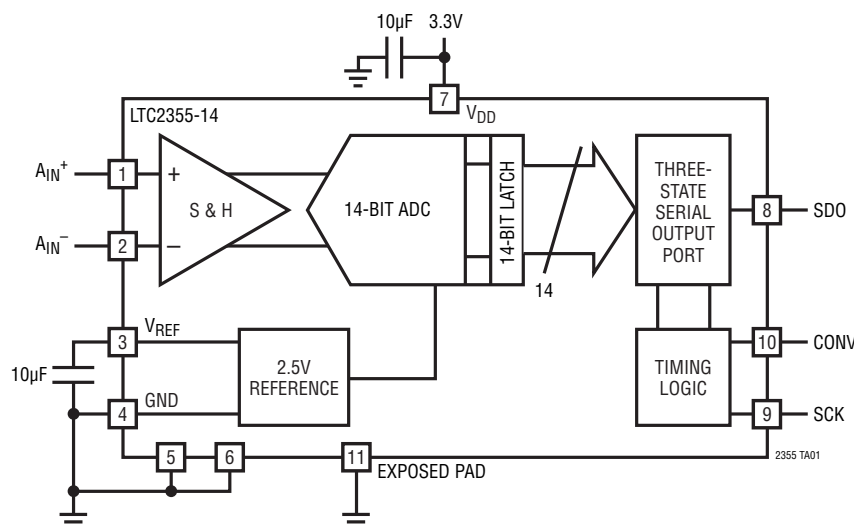 10µF 3.3V
7
LTC2355-14
VDD
AIN+
1
+
S & H
14-BIT ADC
14-BIT LATCH
14
THREE-
STATE
SERIAL
OUTPUT
PORT
8
SDO
AIN−
2
−
3
VREF
10µF
2.5V
REFERENCE
TIMING
LOGIC
10
CONV
4
GND
9
SCK
5
6
11
EXPOSED PAD
2355 TA01